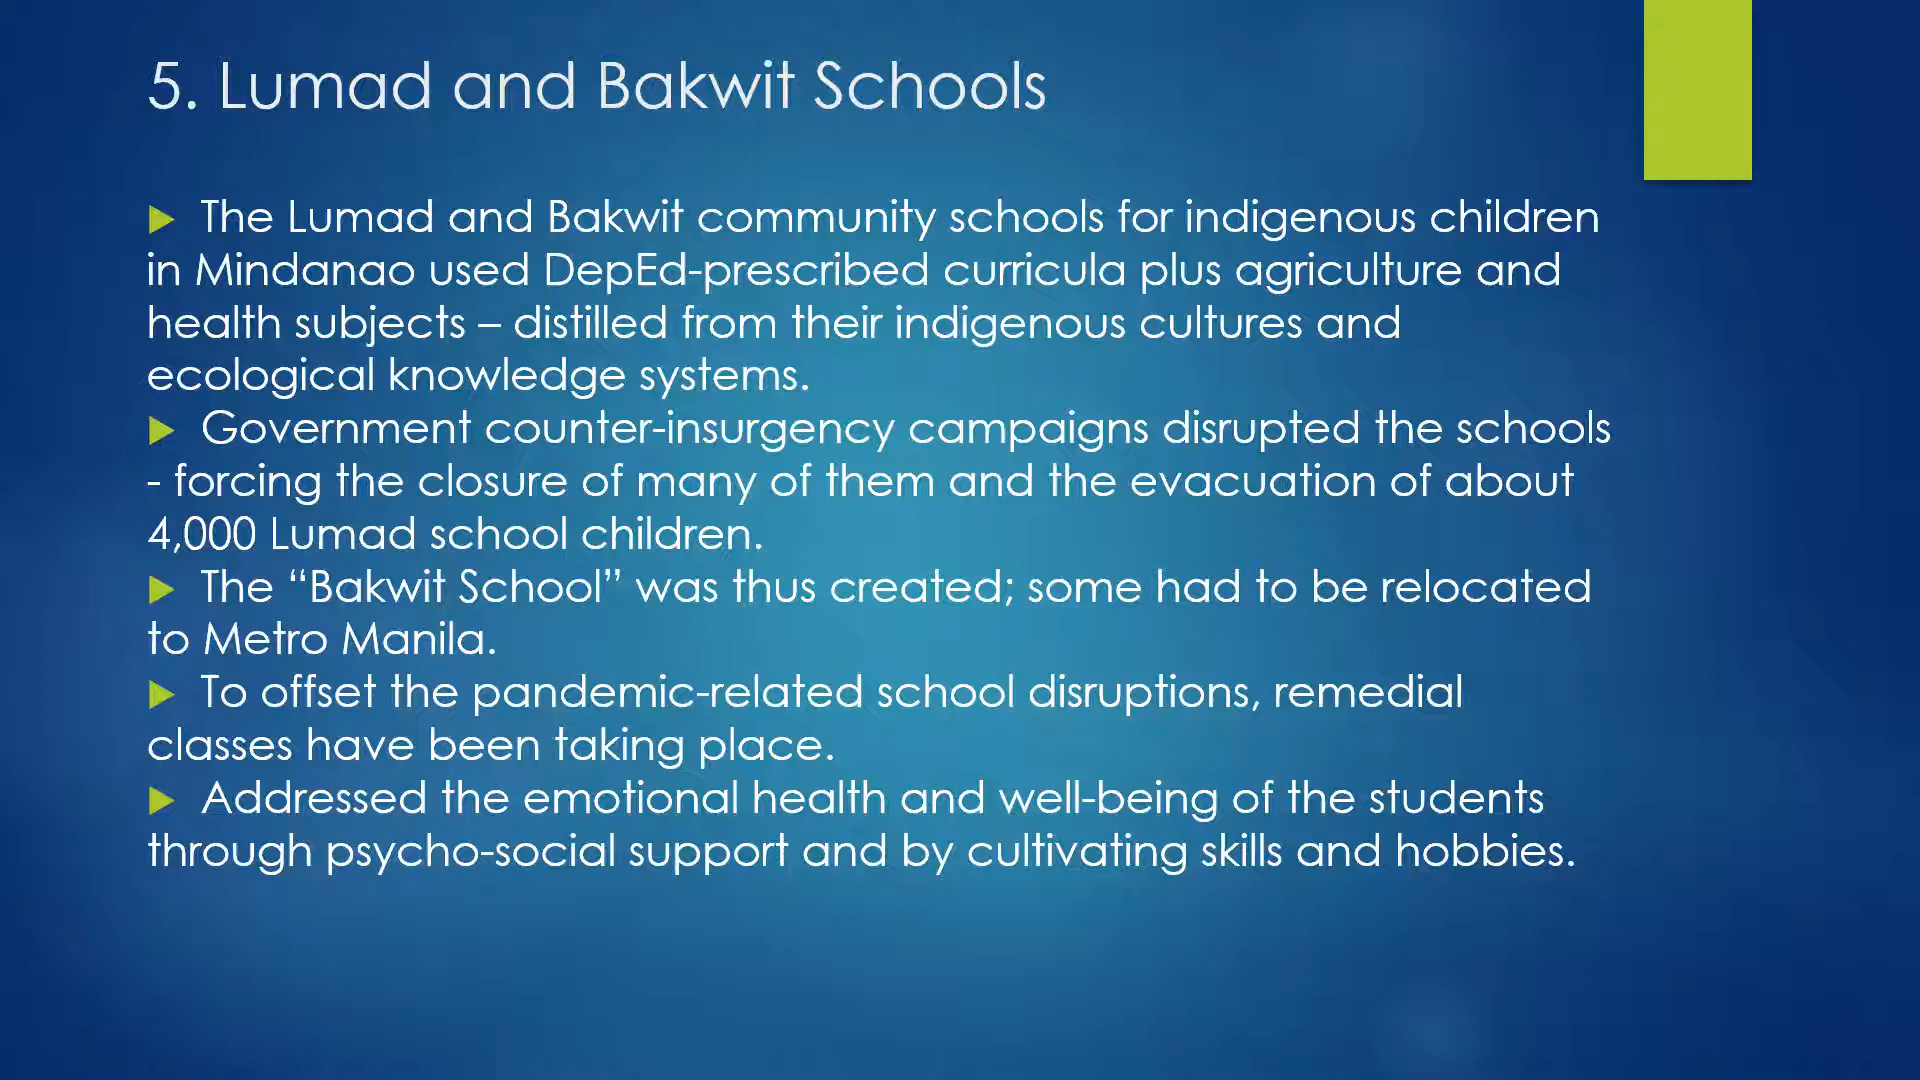 5. Lumad and Bakwit Schools
The Lumad and Bakwit community schools for indigenous children
in Mindanao used DepEd-prescribed curricula plus agriculture and
health subjects – distilled from their indigenous cultures and
ecological knowledge systems.
Government counter-insurgency campaigns disrupted the schools
- forcing the closure of many of them and the evacuation of about
4,000 Lumad school children.
The “Bakwit School” was thus created; some had to be relocated
to Metro Manila.
To offset the pandemic-related school disruptions, remedial
classes have been taking place.
Addressed the emotional health and well-being of the students
through psycho-social support and by cultivating skills and hobbies.